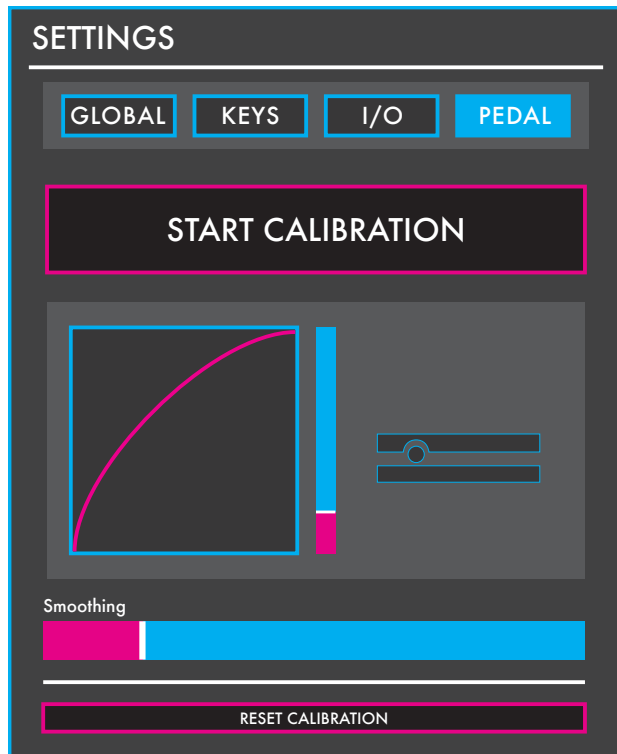 SETTINGS
GLOBAL KEYS I/O PEDAL
START CALIBRATION
Smoothing
RESET CALIBRATION